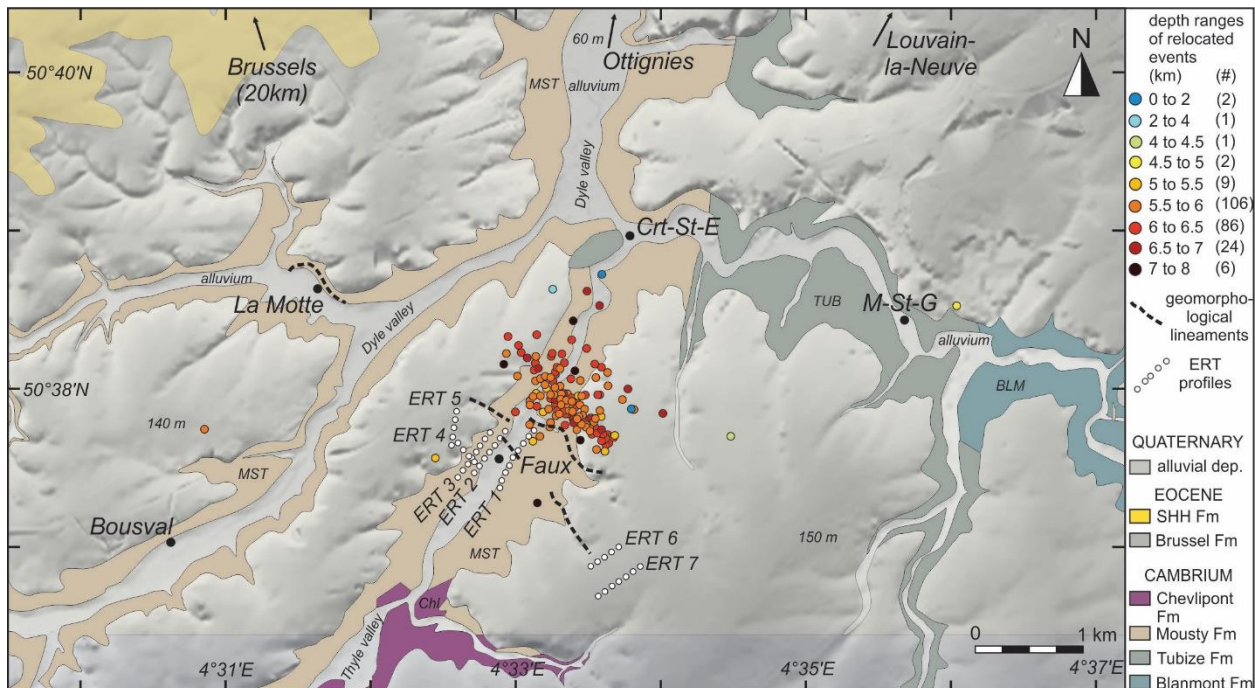 60 m
Brussels
(20km)
Ottignies
Louvain-
la-Neuve
N
50°40'N
MST
alluvium
Dyle valley
Crt-St-E
alluvium
La Motte
Dyle valley
TUB
M-St-G
alluvium
50°38'N
BLM
ERT 5
140 m
ERT 4
Faux
MST
ERT 3
ERT 2
ERT 1
Bousval
ERT 6
150 m
MST
ERT 7
Chl
Thyle valley
0
1 km
4°31'E
4°33'E
4°35'E
4°37'E
depth ranges
of relocated
events
(km) (#)
0 to 2 (2)
2 to 4 (1)
4 to 4.5 (1)
4.5 to 5 (2)
5 to 5.5 (9)
5.5 to 6 (106)
6 to 6.5 (86)
6.5 to 7 (24)
7 to 8 (6)
geomorpho-
logical
lineaments
ERT
profiles
QUATERNARY
alluvial dep.
EOCENE
SHH Fm
Brussel Fm
CAMBRIUM
Chevlipont
Fm
Mousty Fm
Tubize Fm
Blanmont Fm